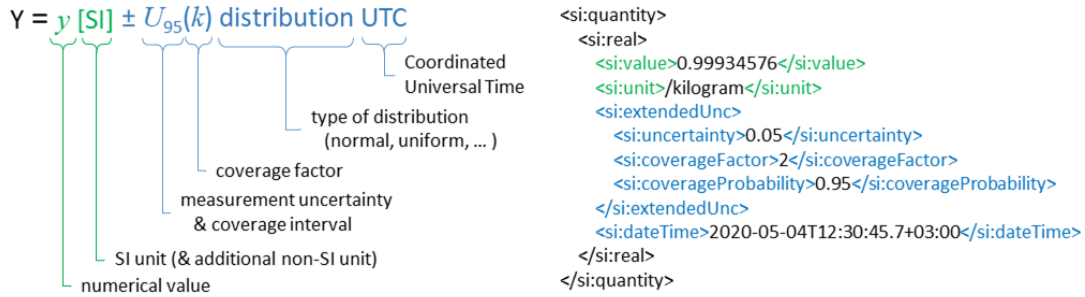 Y = y [SI] ± U95(k) distribution UTC
Coordinated
Universal Time
type of distribution
(normal, uniform, ... )
coverage factor
measurement uncertainty
& coverage interval
SI unit (& additional non-SI unit)
numerical value
<si:quantity>
<si:real>
<si:value>0.99934576</si:value>
<si:unit>/kilogram</si:unit>
<si:extendedUnc>
<si:uncertainty>0.05</si:uncertainty>
<si:coverageFactor>2</si:coverageFactor>
<si:coverageProbability>0.95</si:coverageProbability>
</si:extendedUnc>
<si:dateTime>2020-05-04T12:30:45.7+03:00</si:dateTime>
</si:real>
</si:quantity>